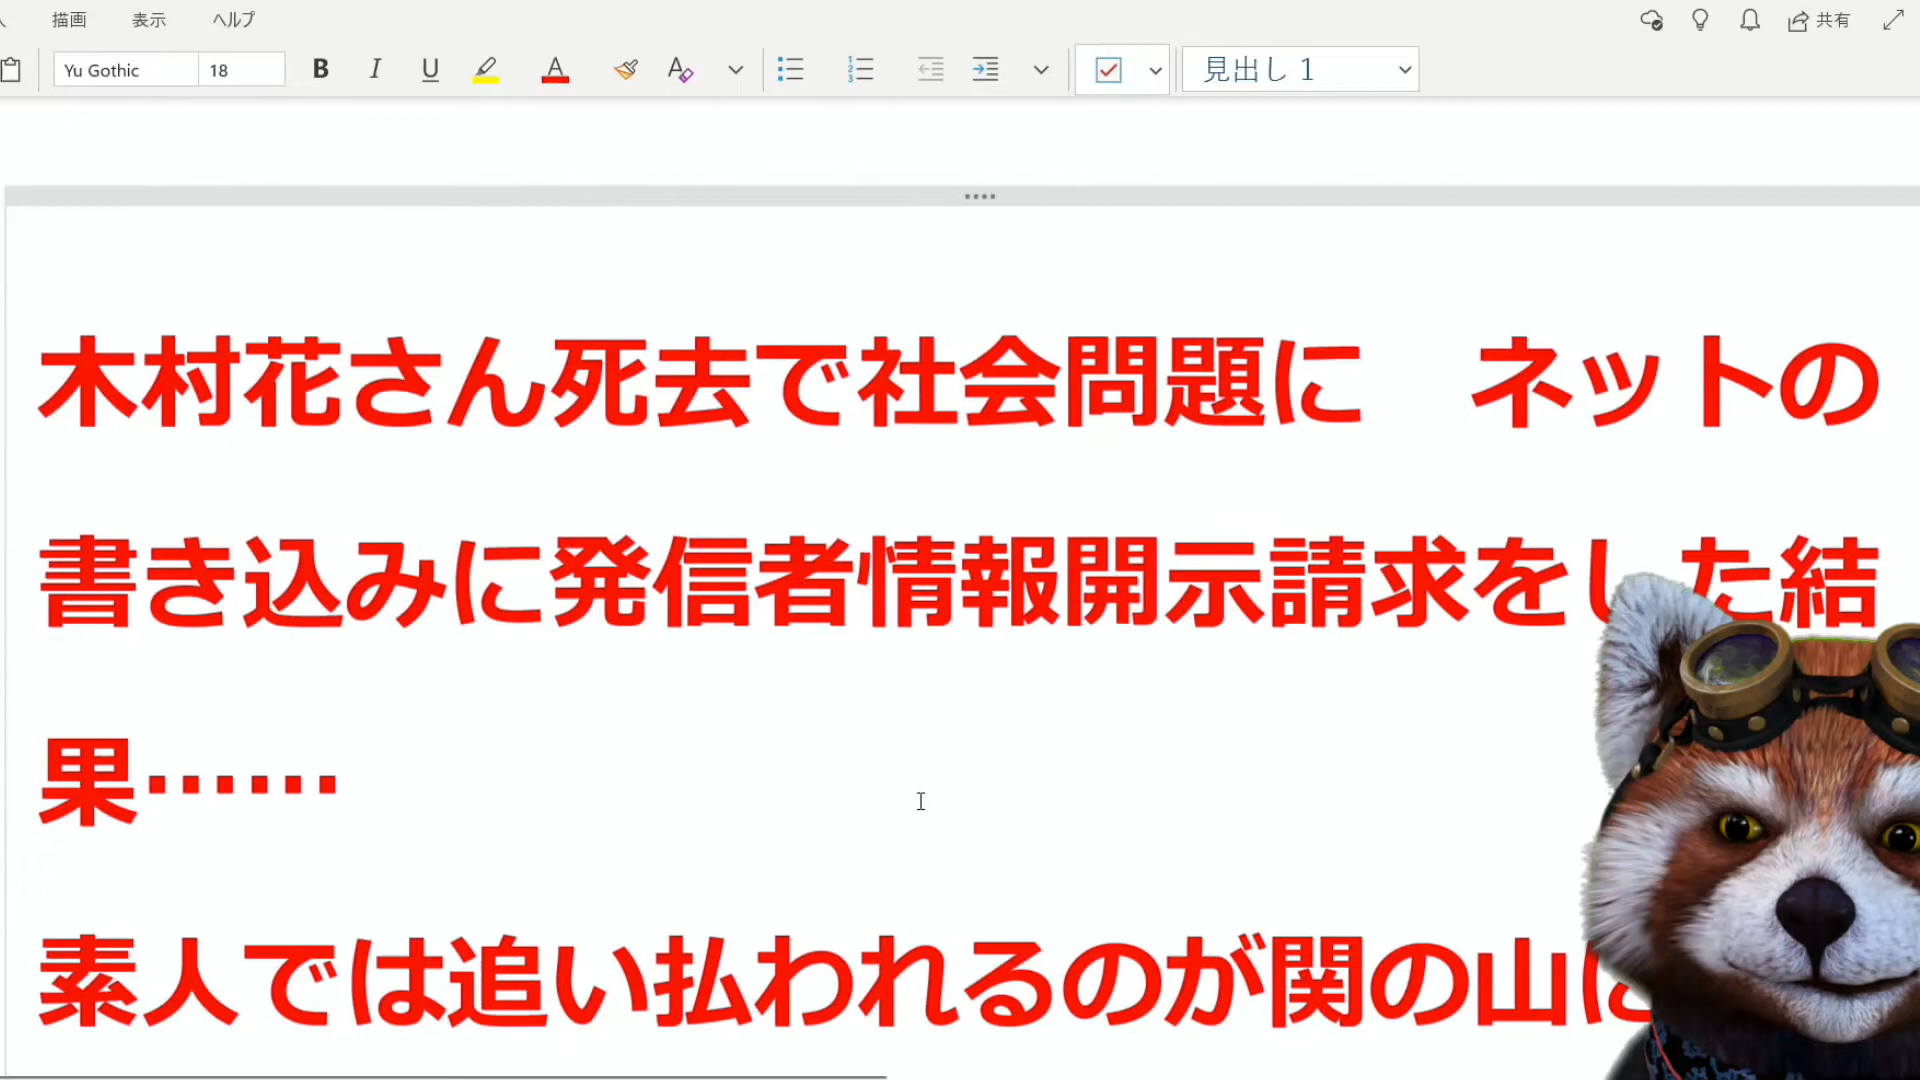 描画 表示 ヘルプ 共有
Yu Gothic 18 B I U A A 見出し 1
木村花さん死去で社会問題に　ネットの
書き込みに発信者情報開示請求をした結
果……
素人では追い払われるのが関の山に